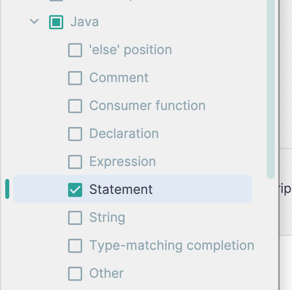 Java
'else' position
Comment
Consumer function
Declaration
Expression
Statement
String
Type-matching completion
Other